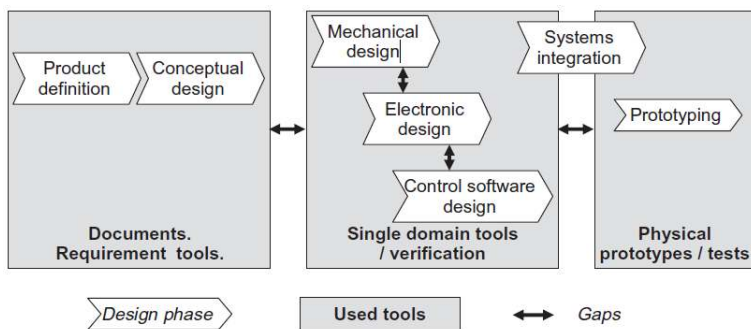 Product
definition
Conceptual
design
Documents.
Requirement tools.
Mechanical
design
Electronic
design
Control software
design
Single domain tools
/ verification
Systems
integration
Prototyping
Physical
prototypes / tests
Design phase
Used tools
Gaps